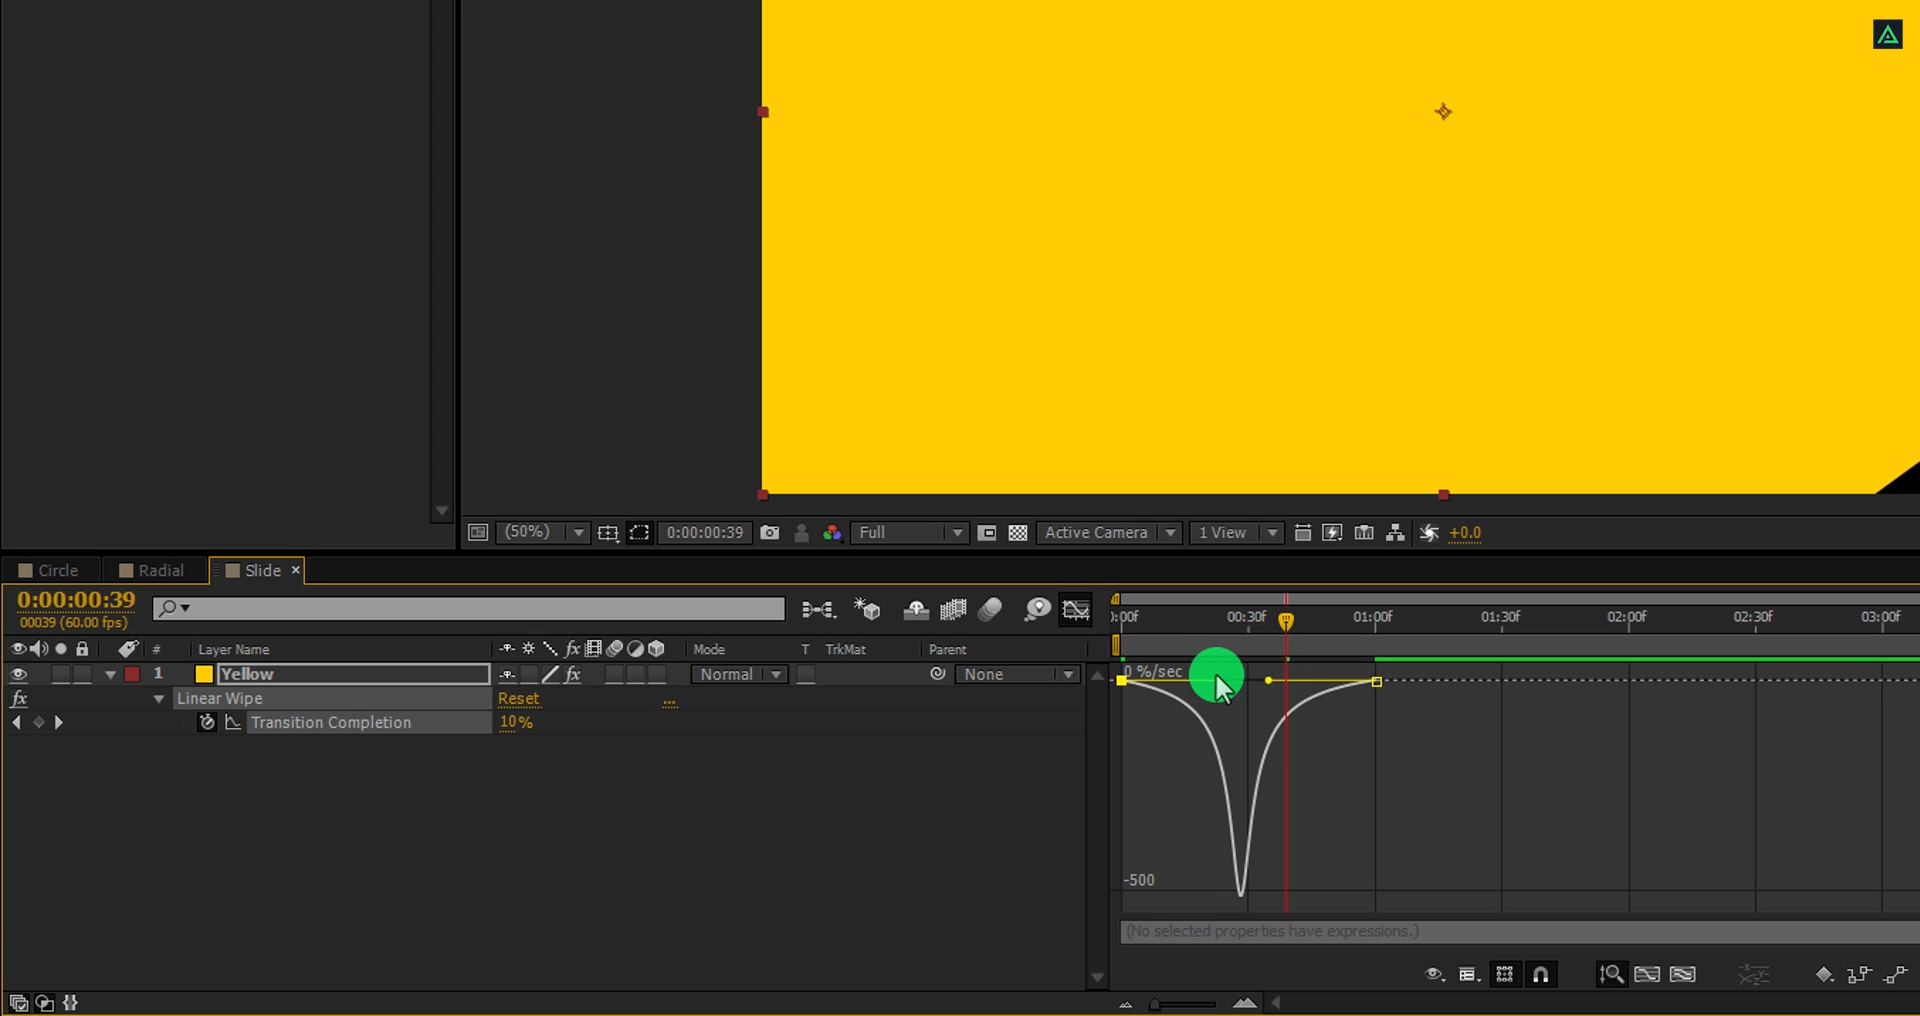 (50%) 0:00:00:39 Full Active Camera 1 View +0.0
Circle Radial Slide ×
0:00:00:39
00039 (60.00 fps)
:00f 00:30f 01:00f 01:30f 02:00f 02:30f 03:00f
# Layer Name fx Mode T TrkMat Parent
1 Yellow fx Normal None
0 %/sec
fx Linear Wipe Reset ...
Transition Completion 10%
-500
(No selected properties have expressions.)